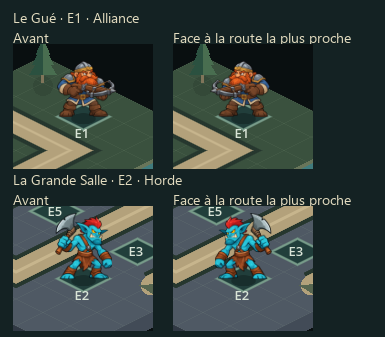 Le Gué · E1 · Alliance
Avant Face à la route la plus proche
E1 E1
La Grande Salle · E2 · Horde
Avant Face à la route la plus proche
E5 E5
E3 E3
E2 E2